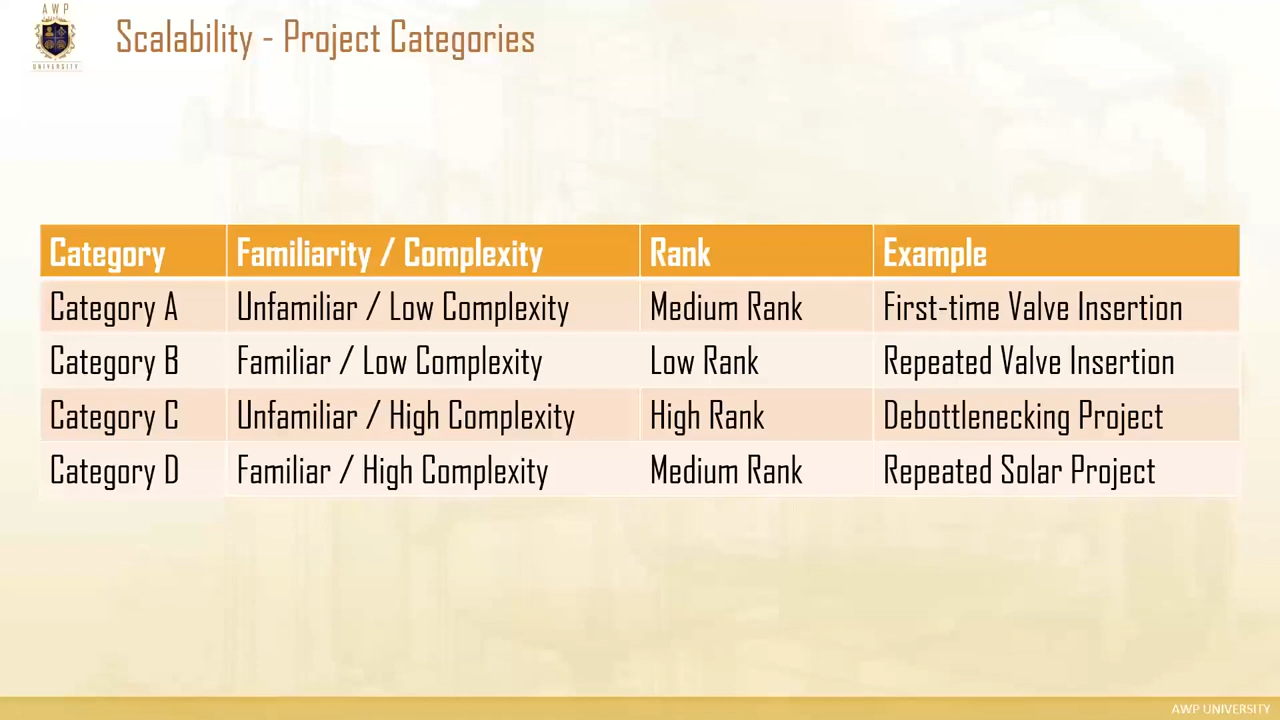 AWP
UNIVERSITY
Scalability - Project Categories
Category Familiarity / Complexity Rank Example
Category A Unfamiliar / Low Complexity Medium Rank First-time Valve Insertion
Category B Familiar / Low Complexity Low Rank Repeated Valve Insertion
Category C Unfamiliar / High Complexity High Rank Debottlenecking Project
Category D Familiar / High Complexity Medium Rank Repeated Solar Project
AWP UNIVERSITY